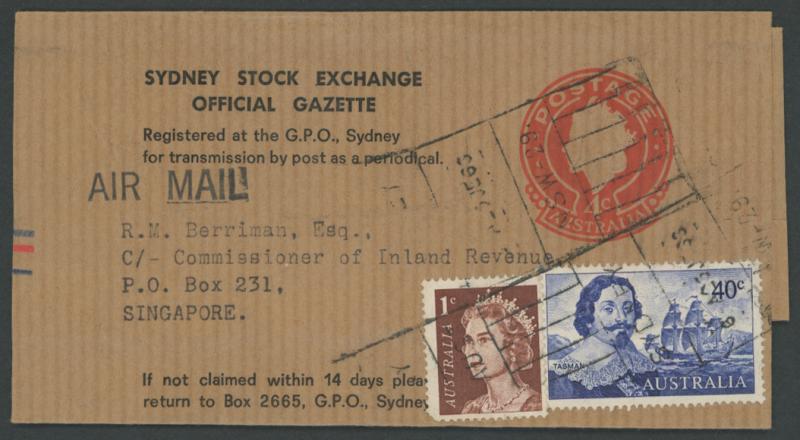 SYDNEY STOCK EXCHANGE
OFFICIAL GAZETTE
Registered at the G.P.O., Sydney
for transmission by post as a periodical.
AIR MAIL
R.M. Berriman, Esq.,
C/- Commissioner of Inland Revenue
P.O. Box 231,
SINGAPORE.
If not claimed within 14 days plea
return to Box 2665, G.P.O., Sydney
POSTAGE
4c
AUSTRALIA
1c
AUSTRALIA
40c
TASMAN
AUSTRALIA